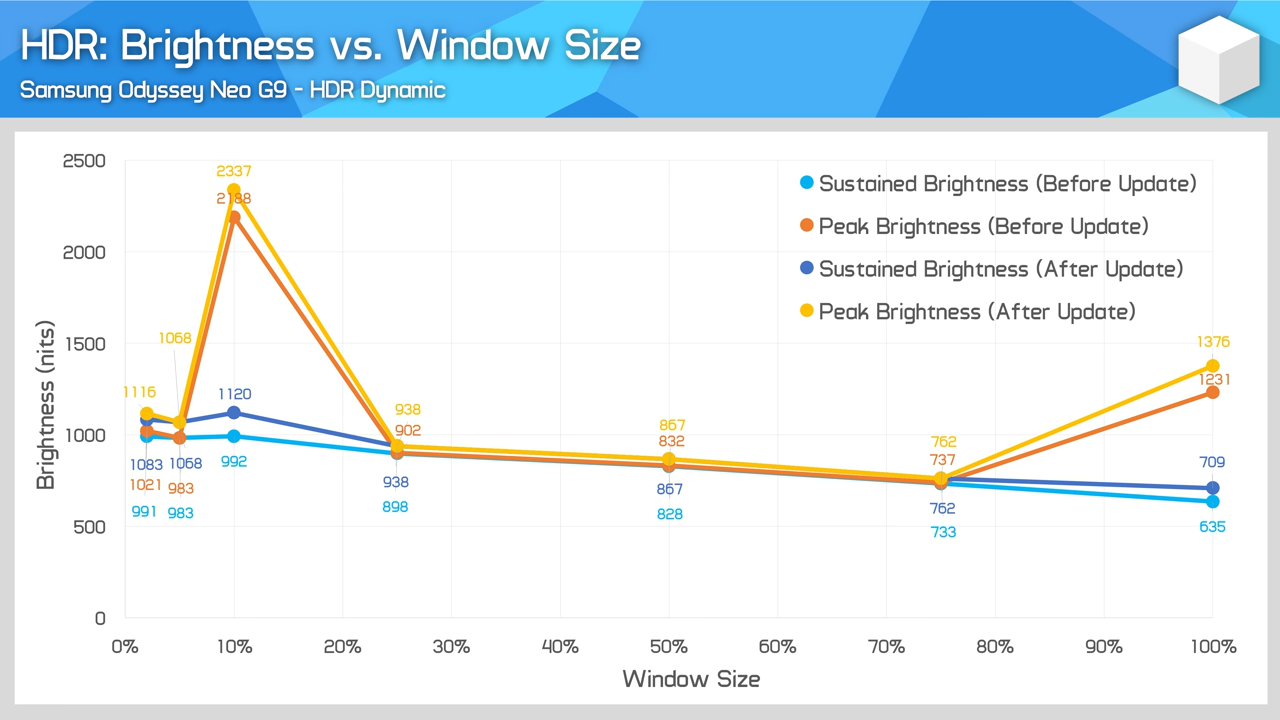 HDR: Brightness vs. Window Size
Samsung Odyssey Neo G9 - HDR Dynamic
Brightness (nits)
2500
2000
1500
1000
500
0
Sustained Brightness (Before Update)
Peak Brightness (Before Update)
Sustained Brightness (After Update)
Peak Brightness (After Update)
2337
2188
1068
1116
1120
938
902
867
832
762
737
1376
1231
1083 1068 992
1021 983
991 983
938
898
867
828
762
733
709
635
0% 10% 20% 30% 40% 50% 60% 70% 80% 90% 100%
Window Size